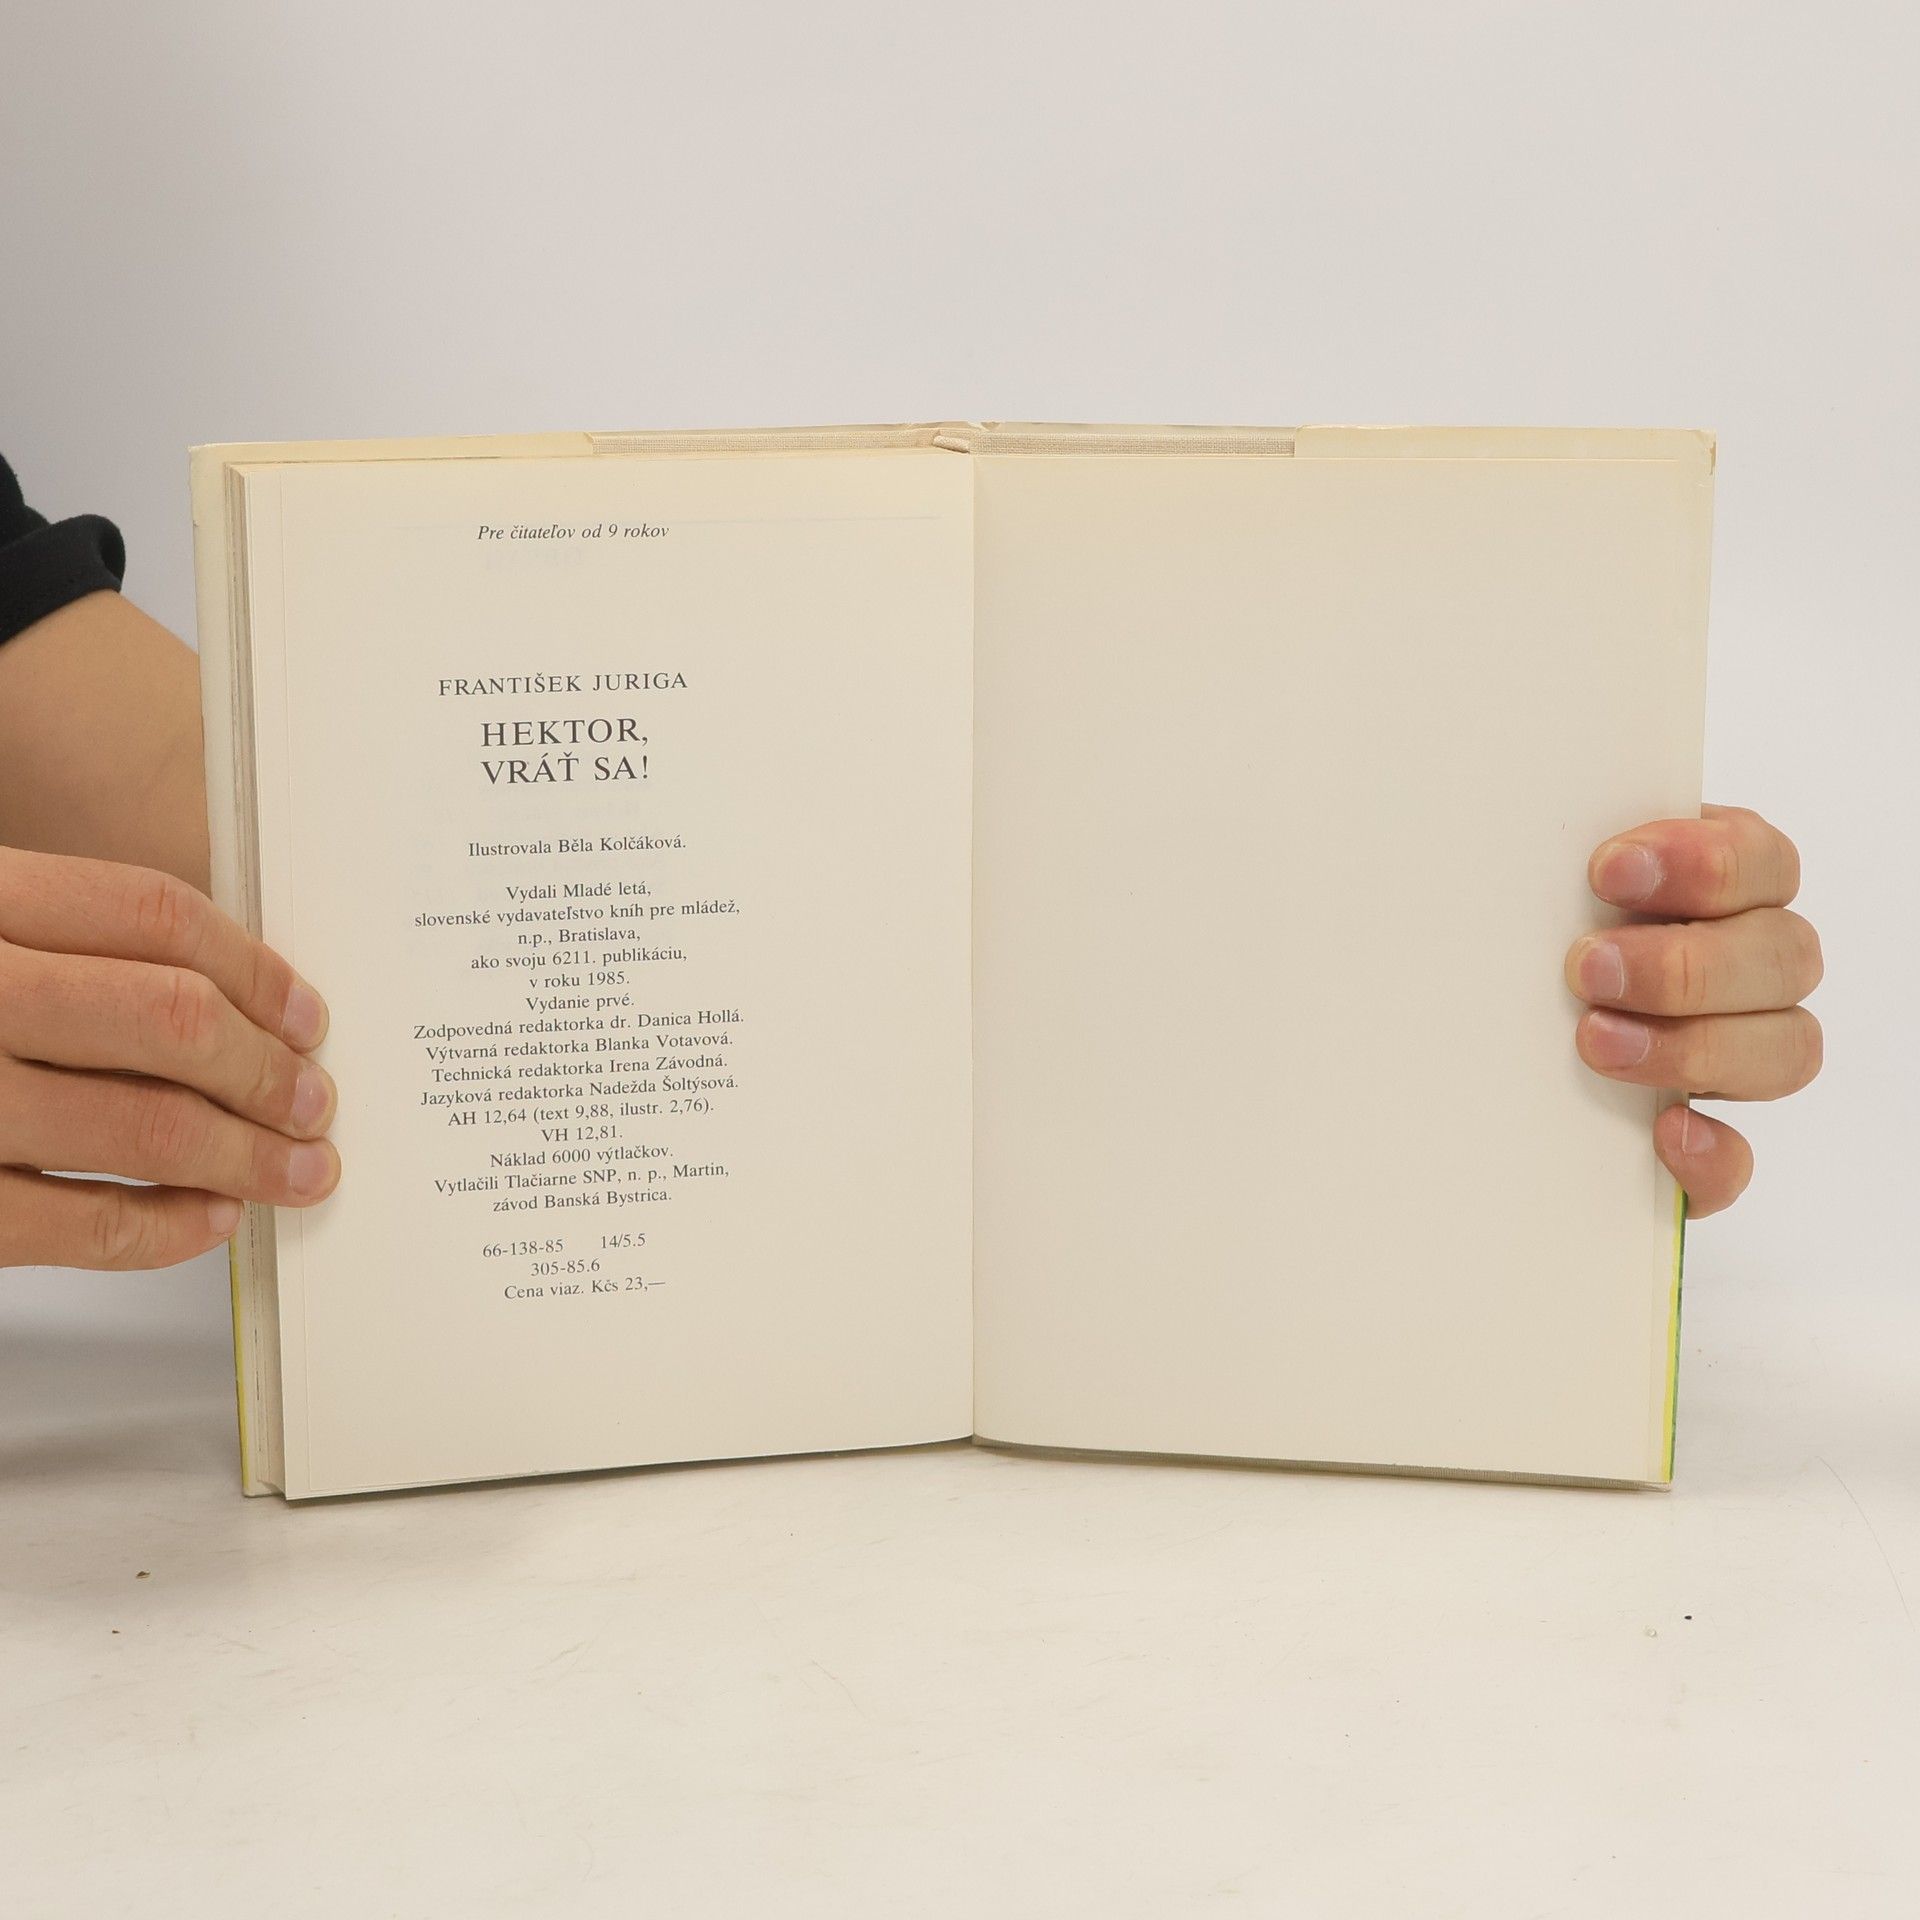 Pre čitateľov od 9 rokov
FRANTIŠEK JURIGA
HEKTOR,
VRÁŤ SA!
Ilustrovala Běla Kolčáková.
Vydali Mladé letá,
slovenské vydavateľstvo kníh pre mládež,
n.p., Bratislava,
ako svoju 6211. publikáciu,
v roku 1985.
Vydanie prvé.
Zodpovedná redaktorka dr. Danica Hollá.
Výtvarná redaktorka Blanka Votavová.
Technická redaktorka Irena Závodná.
Jazyková redaktorka Nadežda Šoltýsová.
AH 12,64 (text 9,88, ilustr. 2,76).
VH 12,81.
Náklad 6000 výtlačkov.
Vytlačili Tlačiarne SNP, n. p., Martin,
závod Banská Bystrica.
66-138-85 14/5.5
305-85.6
Cena viaz. Kčs 23,—